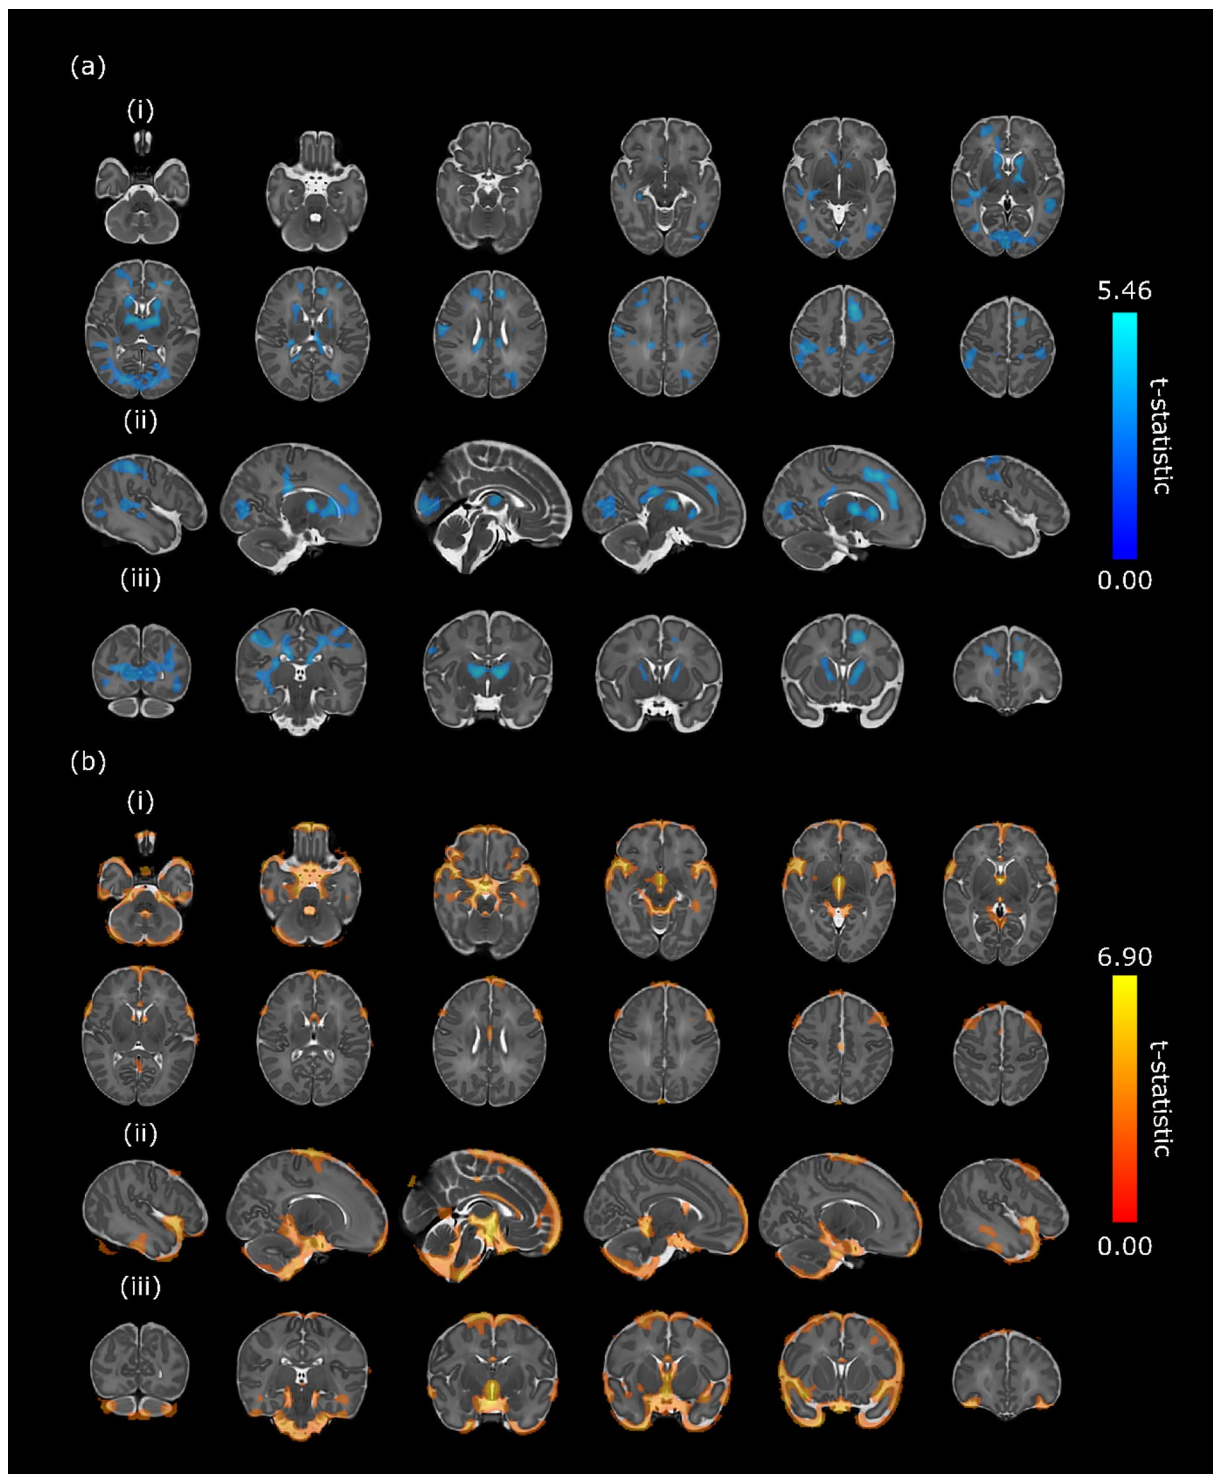 (a)
(i)
5.46
t-statistic
(ii)
0.00
(iii)
(b)
(i)
6.90
t-statistic
(ii)
0.00
(iii)